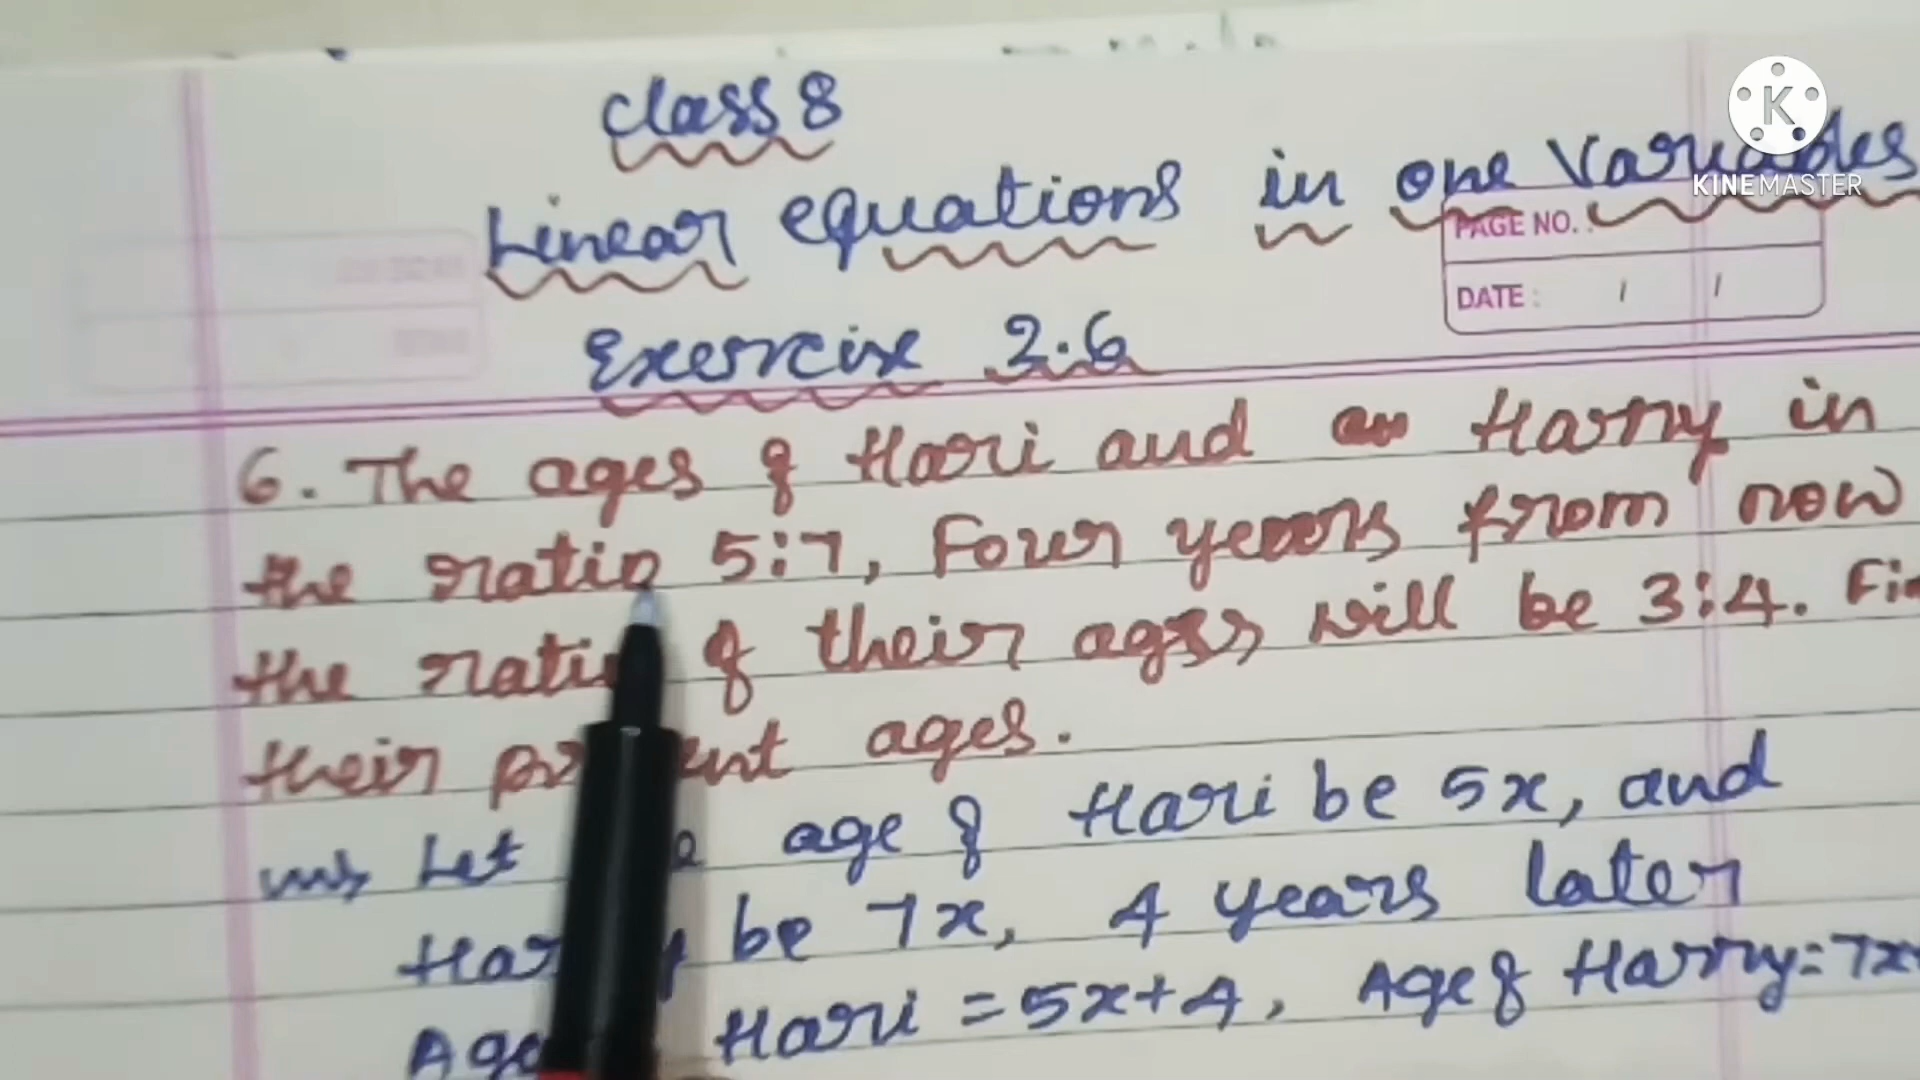 Class 8
Linear equations in one Variables
KINEMASTER
PAGE NO. :
DATE : / /
Exercise 2.6
6. The ages of Hari and Harry in
the ratio 5:7, Four years from now
the ratio of their ages will be 3:4.
their ages.
Let age of Hari be 5x, and
be 7x, 4 years later
Hari = 5x+4, Age of Harry=7x